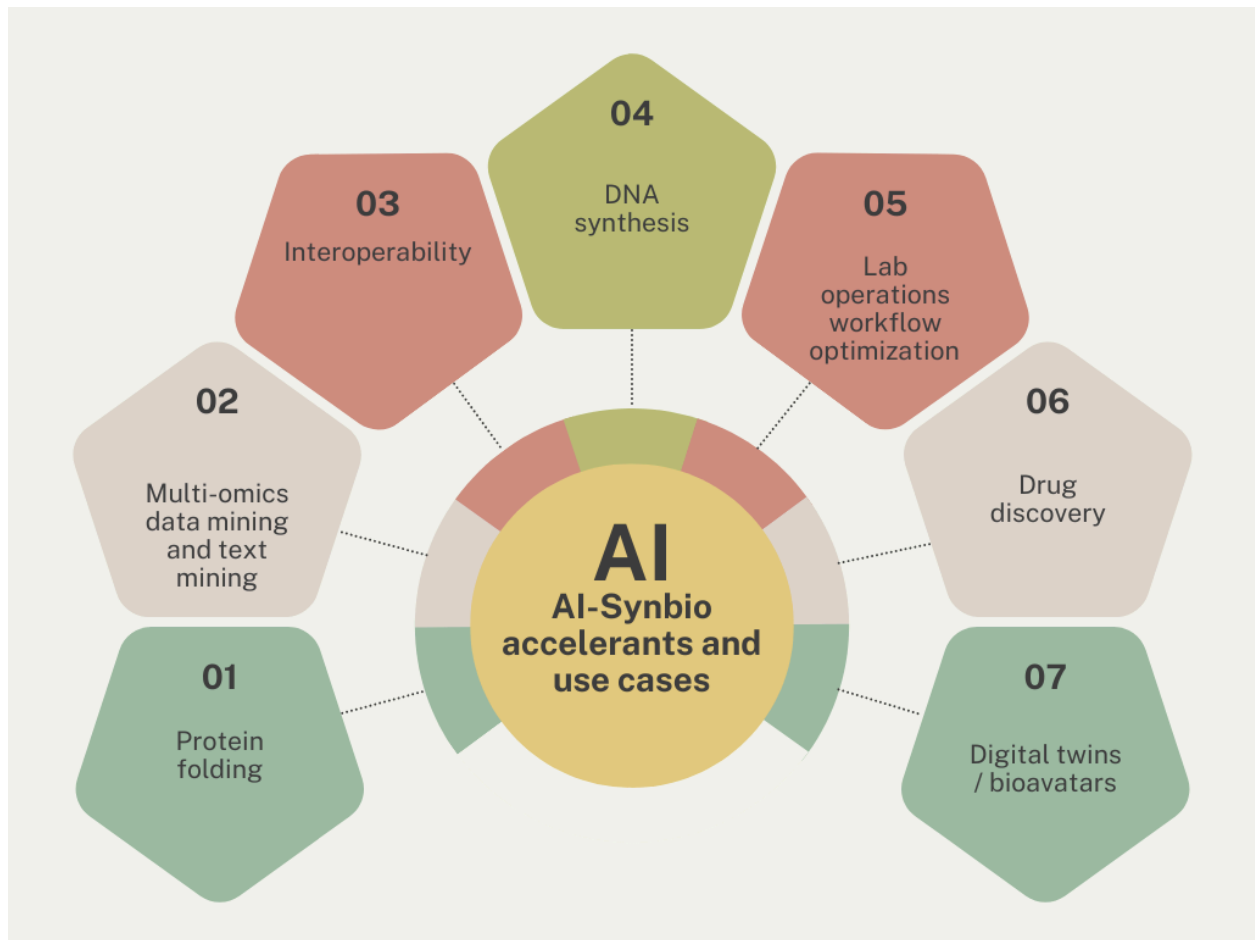 04
DNA
synthesis
03
Interoperability
05
Lab
operations
workflow
optimization
02
Multi-omics
data mining
and text
mining
06
Drug
discovery
AI
AI-Synbio
accelerants and
use cases
01
Protein
folding
07
Digital twins
/ bioavatars